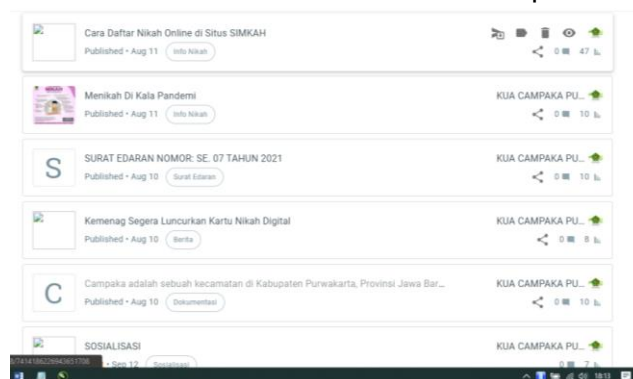 Cara Daftar Nikah Online di Situs SIMKAH
Published • Aug 11 Info Nikah
0 47
Menikah Di Kala Pandemi
KUA CAMPAKA PU...
Published • Aug 11 Info Nikah
0 10
S
SURAT EDARAN NOMOR: SE. 07 TAHUN 2021
KUA CAMPAKA PU...
Published • Aug 10 Surat Edaran
0 10
Kemenag Segera Luncurkan Kartu Nikah Digital
KUA CAMPAKA PU...
Published • Aug 10 Berita
0 8
C
Campaka adalah sebuah kecamatan di Kabupaten Purwakarta, Provinsi Jawa Bar...
KUA CAMPAKA PU...
Published • Aug 10 Dokumentasi
0 10
SOSIALISASI
KUA CAMPAKA PU...
• Sep 12 Sosialisasi
0 7
18:13